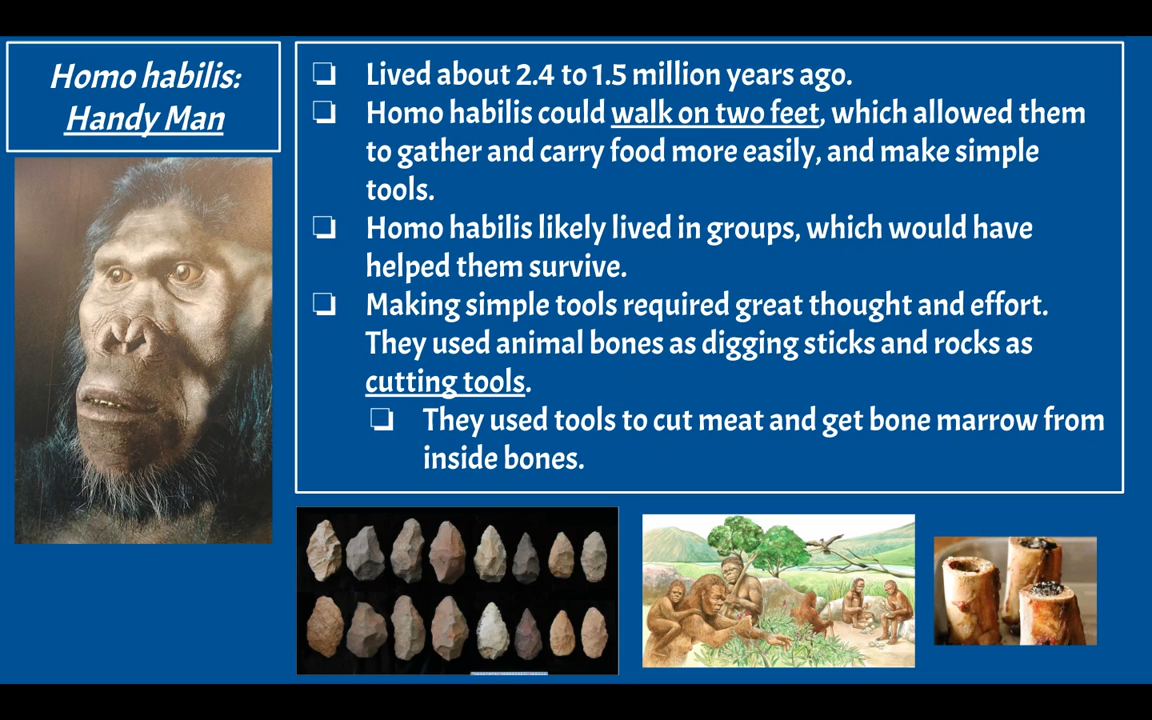 Homo habilis:
Handy Man
❏ Lived about 2.4 to 1.5 million years ago.
❏ Homo habilis could walk on two feet, which allowed them
to gather and carry food more easily, and make simple
tools.
❏ Homo habilis likely lived in groups, which would have
helped them survive.
❏ Making simple tools required great thought and effort.
They used animal bones as digging sticks and rocks as
cutting tools.
❏ They used tools to cut meat and get bone marrow from
inside bones.